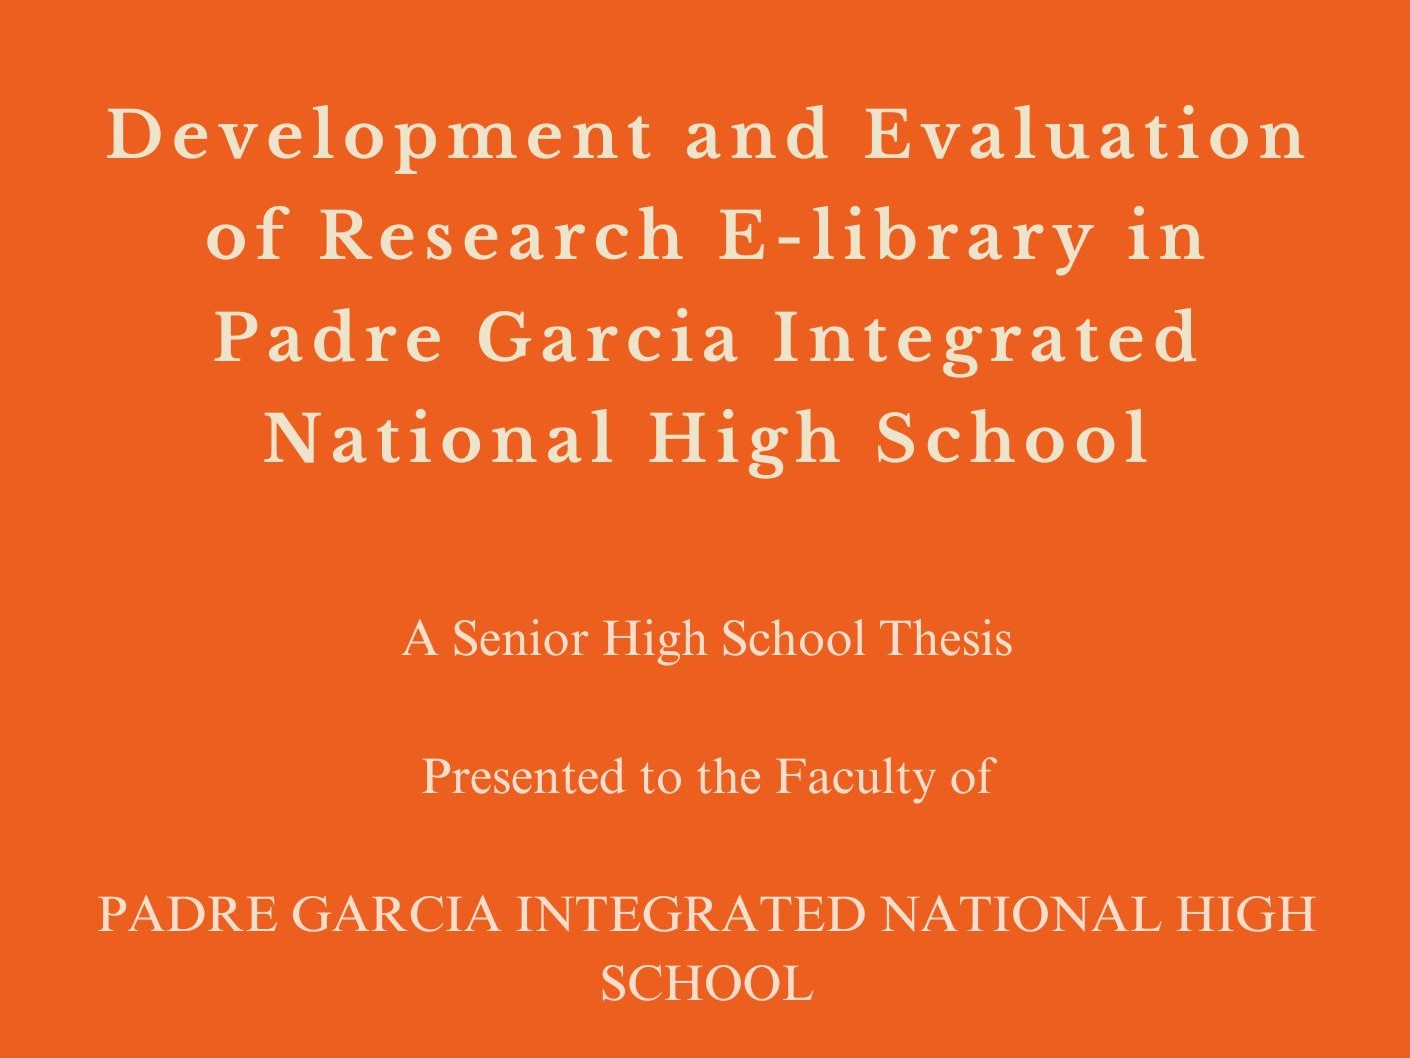 Development and Evaluation
of Research E-library in
Padre Garcia Integrated
National High School
A Senior High School Thesis
Presented to the Faculty of
PADRE GARCIA INTEGRATED NATIONAL HIGH
SCHOOL